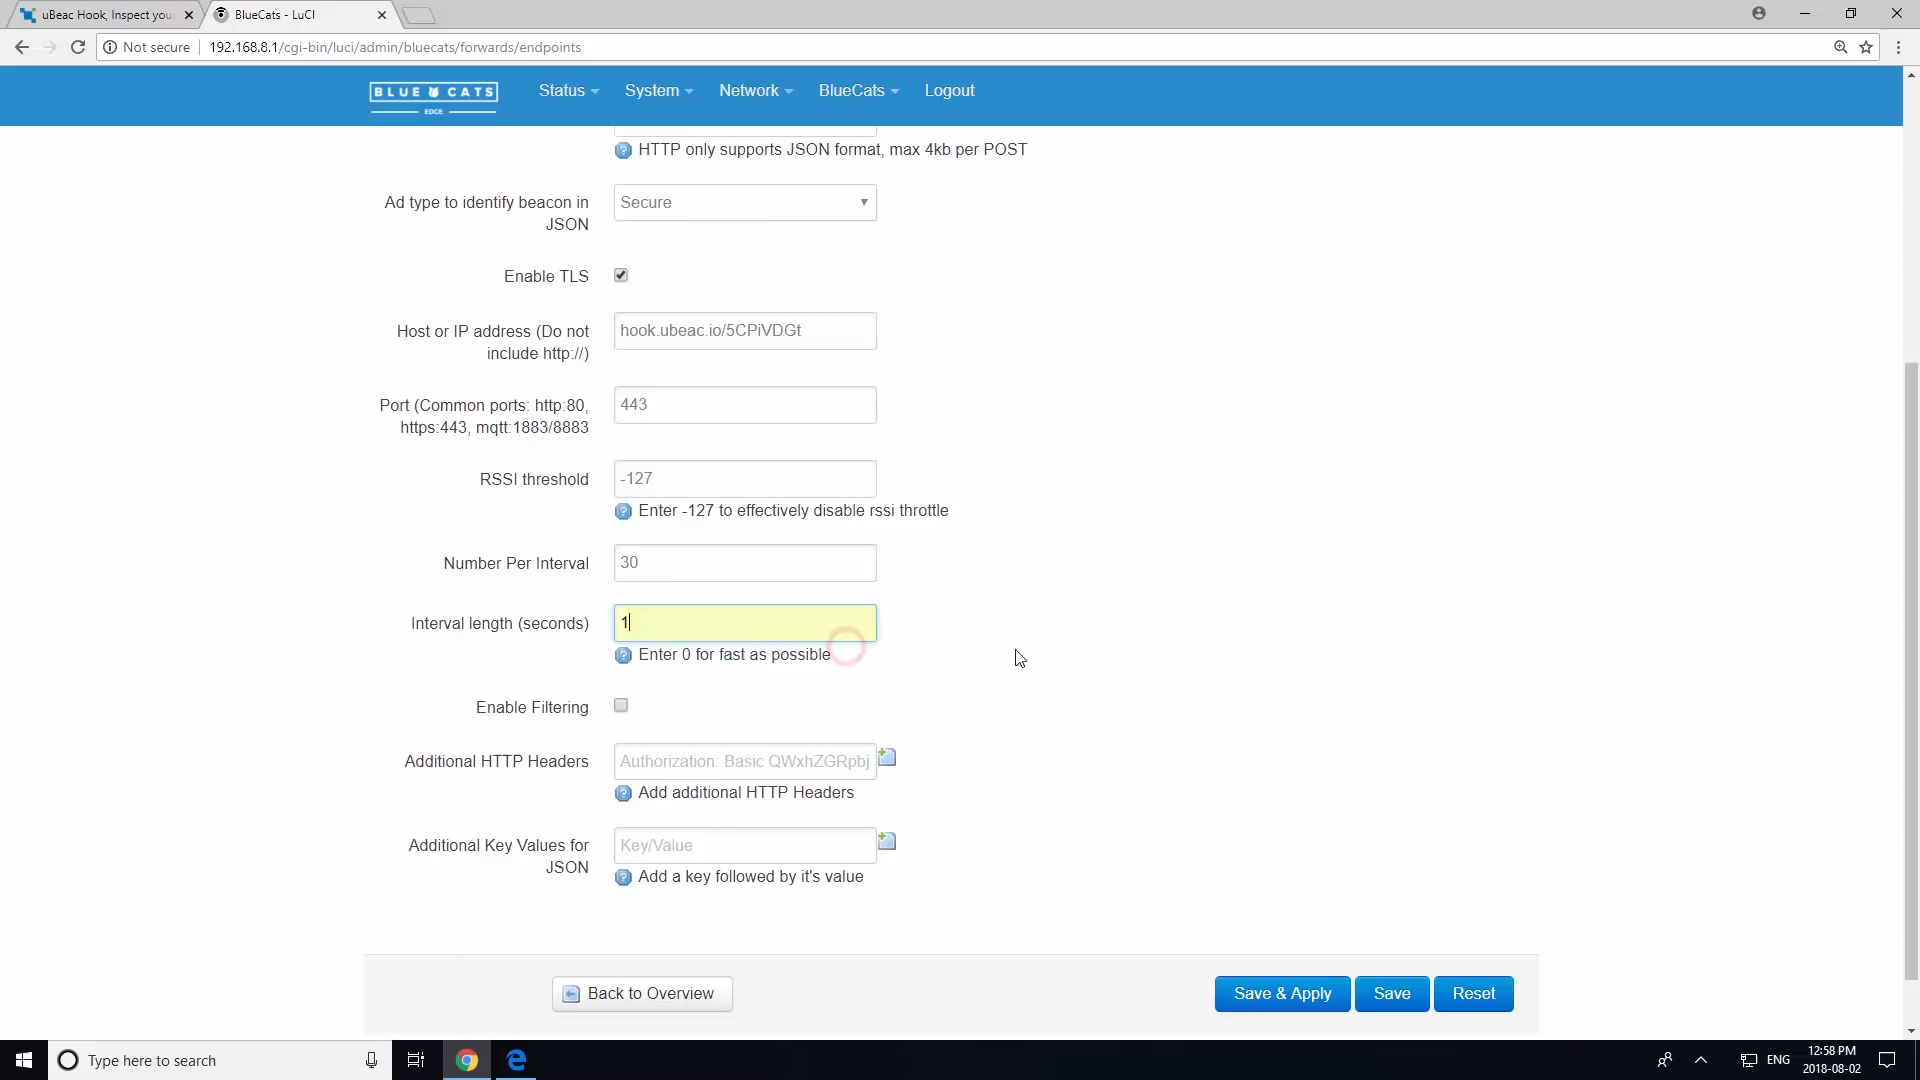 uBeac Hook, Inspect you
BlueCats - LuCI
Not secure
192.168.8.1/cgi-bin/luci/admin/bluecats/forwards/endpoints
BLUE CATS
EDGE
Status
System
Network
BlueCats
Logout
HTTP only supports JSON format, max 4kb per POST
Ad type to identify beacon in
JSON
Secure
Enable TLS
Host or IP address (Do not
include http://)
hook.ubeac.io/5CPiVDGt
Port (Common ports: http:80,
https:443, mqtt:1883/8883
443
RSSI threshold
-127
Enter -127 to effectively disable rssi throttle
Number Per Interval
30
Interval length (seconds)
1
Enter 0 for fast as possible
Enable Filtering
Additional HTTP Headers
Authorization: Basic QWxhZGRpbj
Add additional HTTP Headers
Additional Key Values for
JSON
Key/Value
Add a key followed by it's value
Back to Overview
Save & Apply
Save
Reset
Type here to search
ENG
12:58 PM
2018-08-02